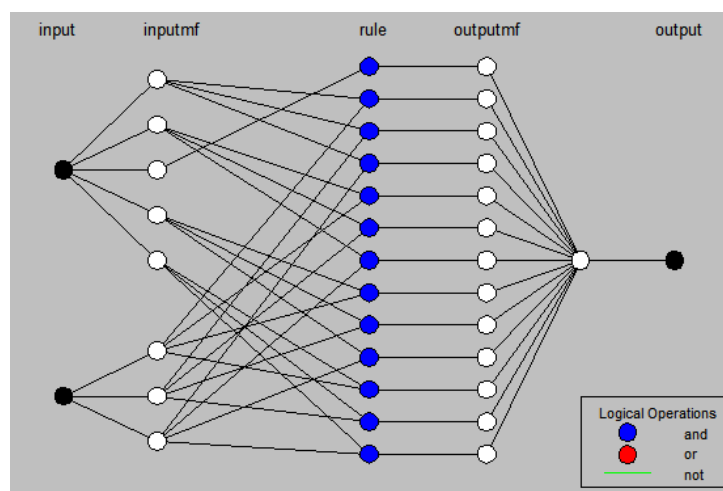 input inputmf rule outputmf output
Logical Operations
and
or
not